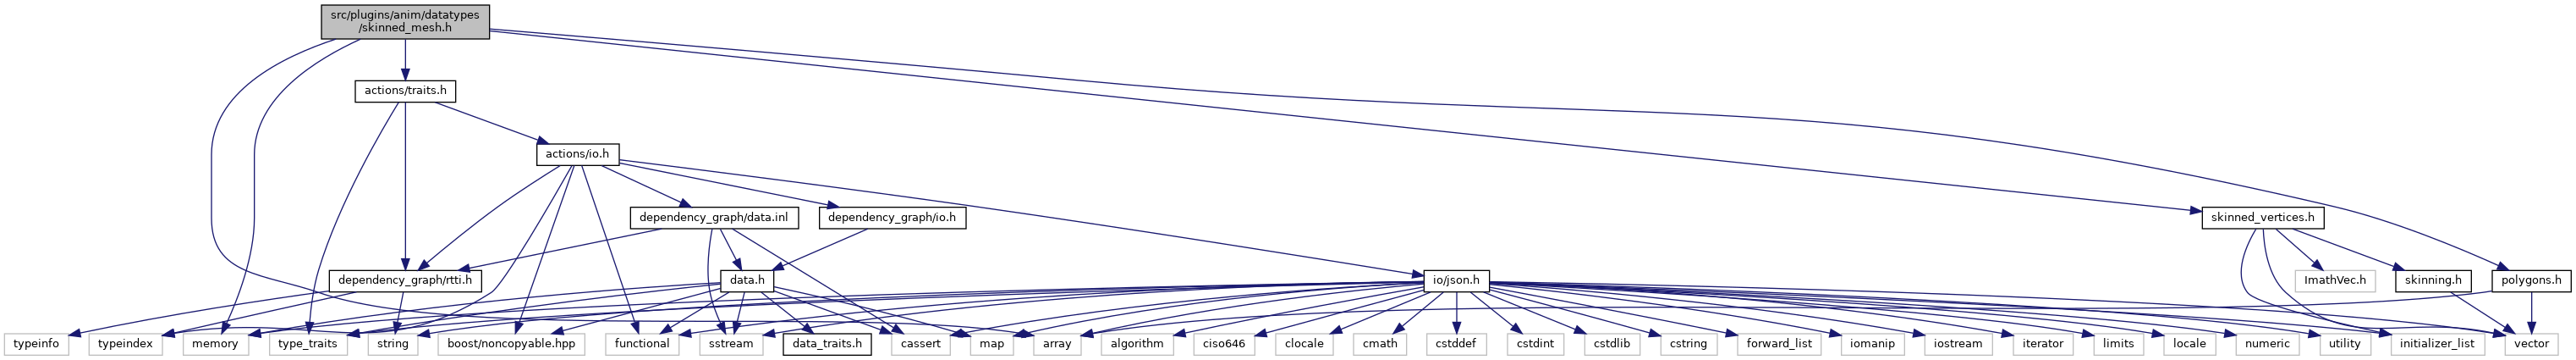 src/plugins/anim/datatypes
/skinned_mesh.h
actions/traits.h
actions/io.h
dependency_graph/data.inl
dependency_graph/io.h
skinned_vertices.h
dependency_graph/rtti.h
data.h
io/json.h
ImathVec.h
skinning.h
polygons.h
typeinfo
typeindex
memory
type_traits
string
boost/noncopyable.hpp
functional
sstream
data_traits.h
cassert
map
array
algorithm
ciso646
clocale
cmath
cstddef
cstdint
cstdlib
cstring
forward_list
iomanip
iostream
iterator
limits
locale
numeric
utility
initializer_list
vector